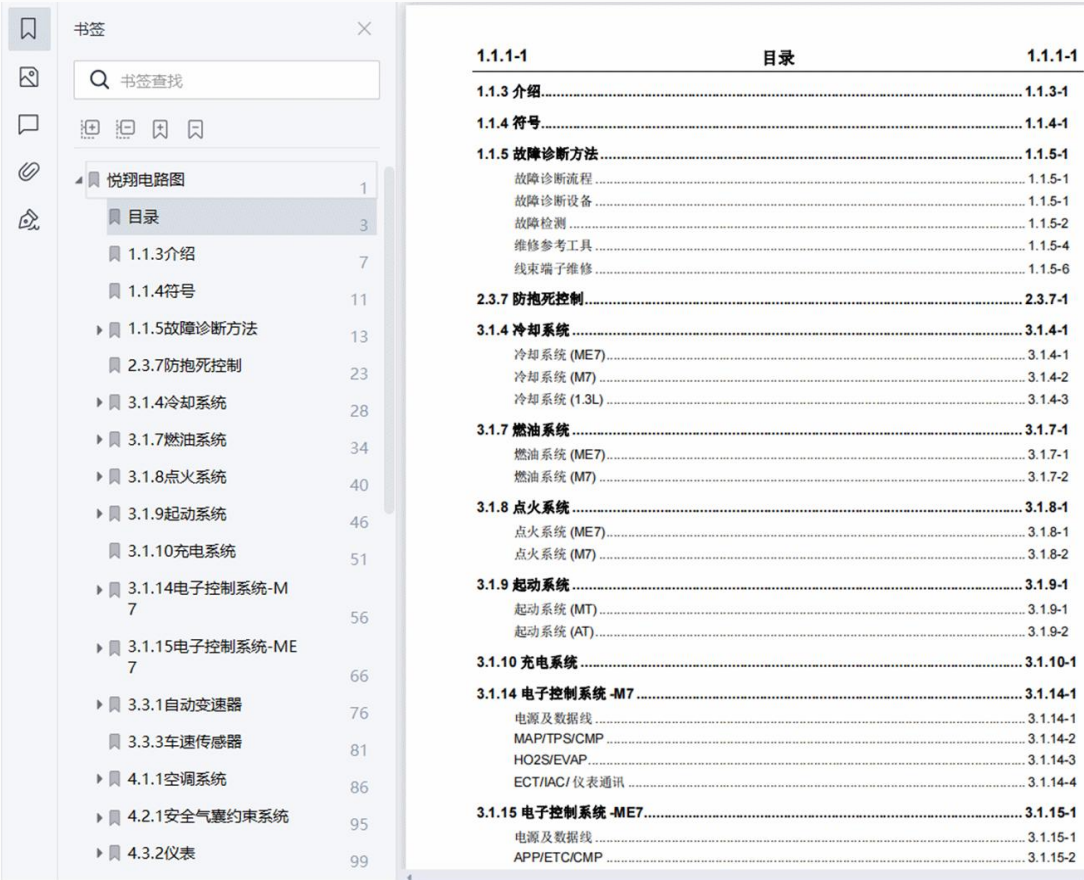 书签
书签查找
悦翔电路图 1
目录 3
1.1.3介绍 7
1.1.4符号 11
1.1.5故障诊断方法 13
2.3.7防抱死控制 23
3.1.4冷却系统 28
3.1.7燃油系统 34
3.1.8点火系统 40
3.1.9起动系统 46
3.1.10充电系统 51
3.1.14电子控制系统-M
7 56
3.1.15电子控制系统-ME
7 66
3.3.1自动变速器 76
3.3.3车速传感器 81
4.1.1空调系统 86
4.2.1安全气囊约束系统 95
4.3.2仪表 99
1.1.1-1 目录 1.1.1-1
1.1.3 介绍 1.1.3-1
1.1.4 符号 1.1.4-1
1.1.5 故障诊断方法 1.1.5-1
故障诊断流程 1.1.5-1
故障诊断设备 1.1.5-1
故障检测 1.1.5-2
维修参考工具 1.1.5-4
线束端子维修 1.1.5-6
2.3.7 防抱死控制 2.3.7-1
3.1.4 冷却系统 3.1.4-1
冷却系统 (ME7) 3.1.4-1
冷却系统 (M7) 3.1.4-2
冷却系统 (1.3L) 3.1.4-3
3.1.7 燃油系统 3.1.7-1
燃油系统 (ME7) 3.1.7-1
燃油系统 (M7) 3.1.7-2
3.1.8 点火系统 3.1.8-1
点火系统 (ME7) 3.1.8-1
点火系统 (M7) 3.1.8-2
3.1.9 起动系统 3.1.9-1
起动系统 (MT) 3.1.9-1
起动系统 (AT) 3.1.9-2
3.1.10 充电系统 3.1.10-1
3.1.14 电子控制系统 -M7 3.1.14-1
电源及数据线 3.1.14-1
MAP/TPS/CMP 3.1.14-2
HO2S/EVAP 3.1.14-3
ECT/IAC/ 仪表通讯 3.1.14-4
3.1.15 电子控制系统 -ME7 3.1.15-1
电源及数据线 3.1.15-1
APP/ETC/CMP 3.1.15-2